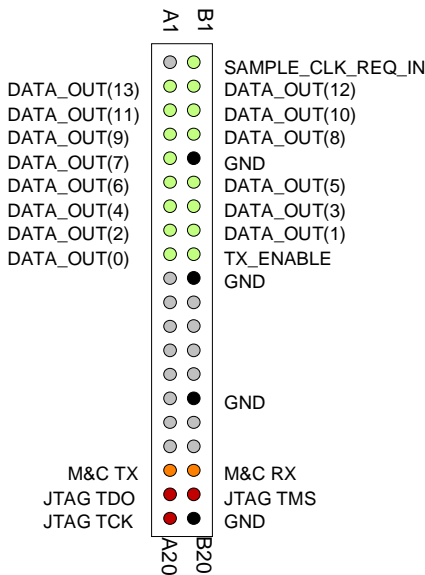 A1 B1
SAMPLE_CLK_REQ_IN
DATA_OUT(13) DATA_OUT(12)
DATA_OUT(11) DATA_OUT(10)
DATA_OUT(9) DATA_OUT(8)
DATA_OUT(7) GND
DATA_OUT(6) DATA_OUT(5)
DATA_OUT(4) DATA_OUT(3)
DATA_OUT(2) DATA_OUT(1)
DATA_OUT(0) TX_ENABLE
GND
GND
M&C TX M&C RX
JTAG TDO JTAG TMS
JTAG TCK GND
A20 B20